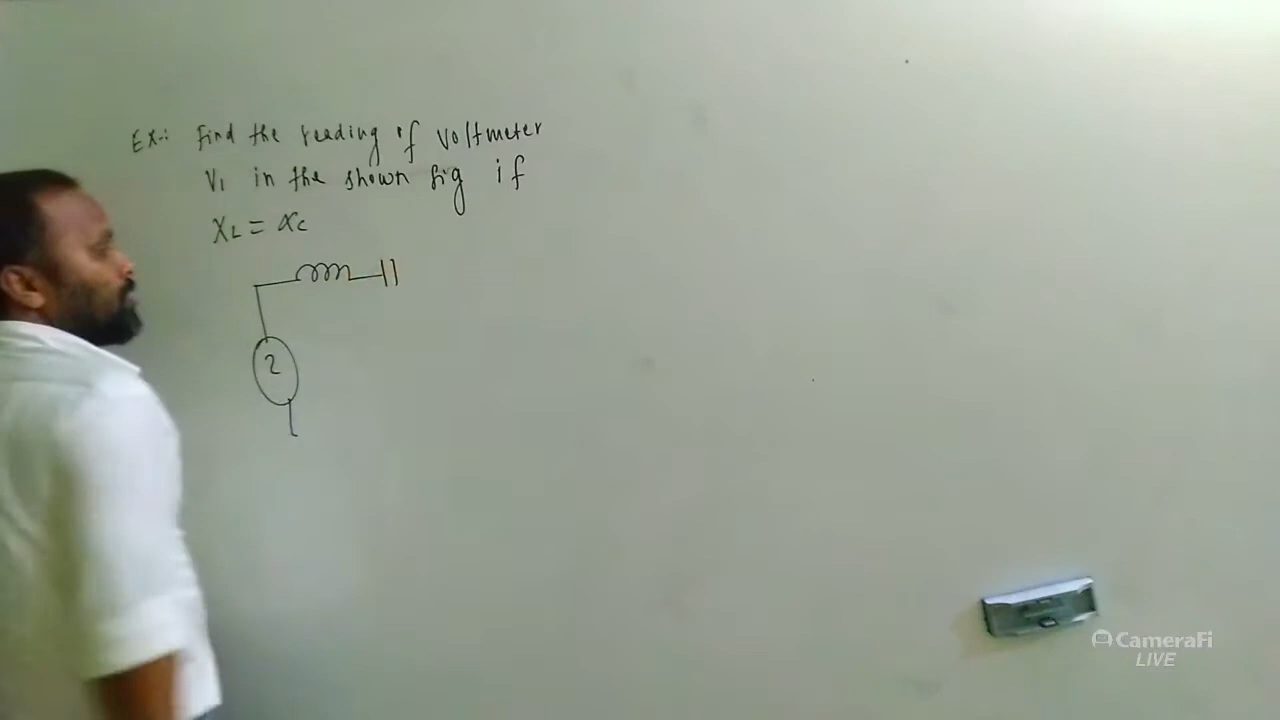 Ex-: Find the reading of voltmeter
V1 in the shown fig if
XL = XC
2
CameraFi
LIVE